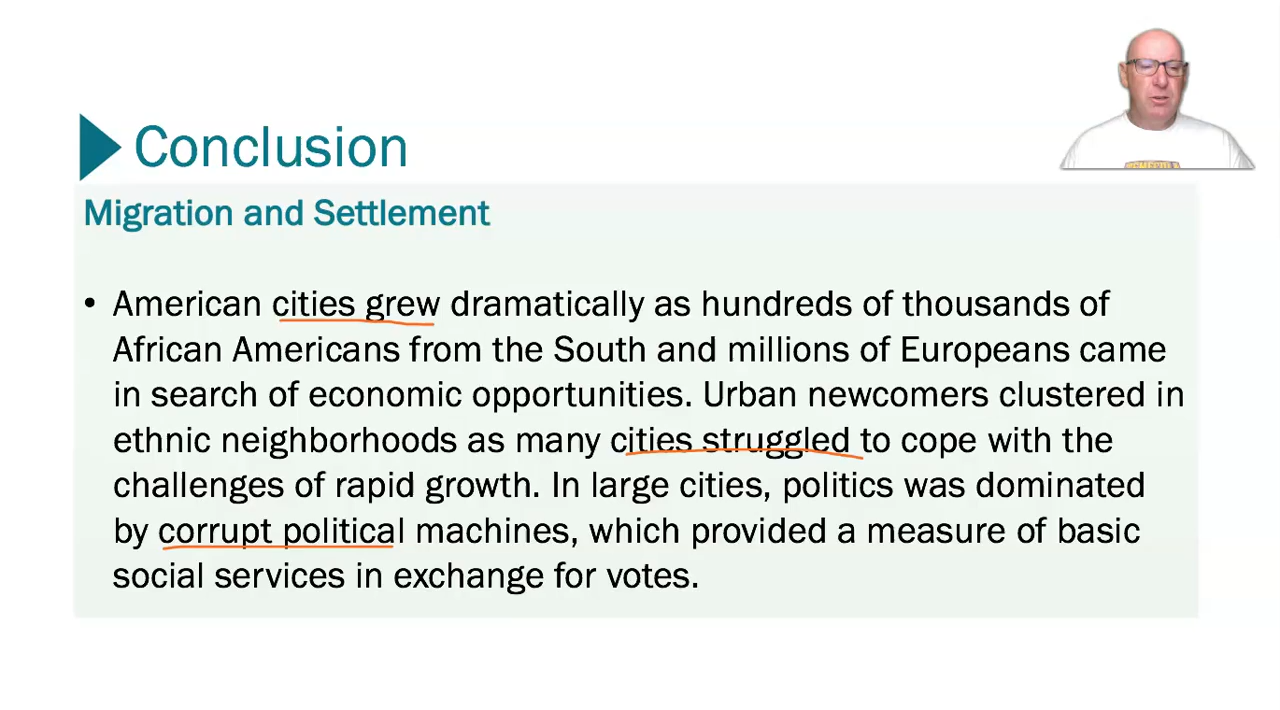 Conclusion
Migration and Settlement
• American cities grew dramatically as hundreds of thousands of
African Americans from the South and millions of Europeans came
in search of economic opportunities. Urban newcomers clustered in
ethnic neighborhoods as many cities struggled to cope with the
challenges of rapid growth. In large cities, politics was dominated
by corrupt political machines, which provided a measure of basic
social services in exchange for votes.